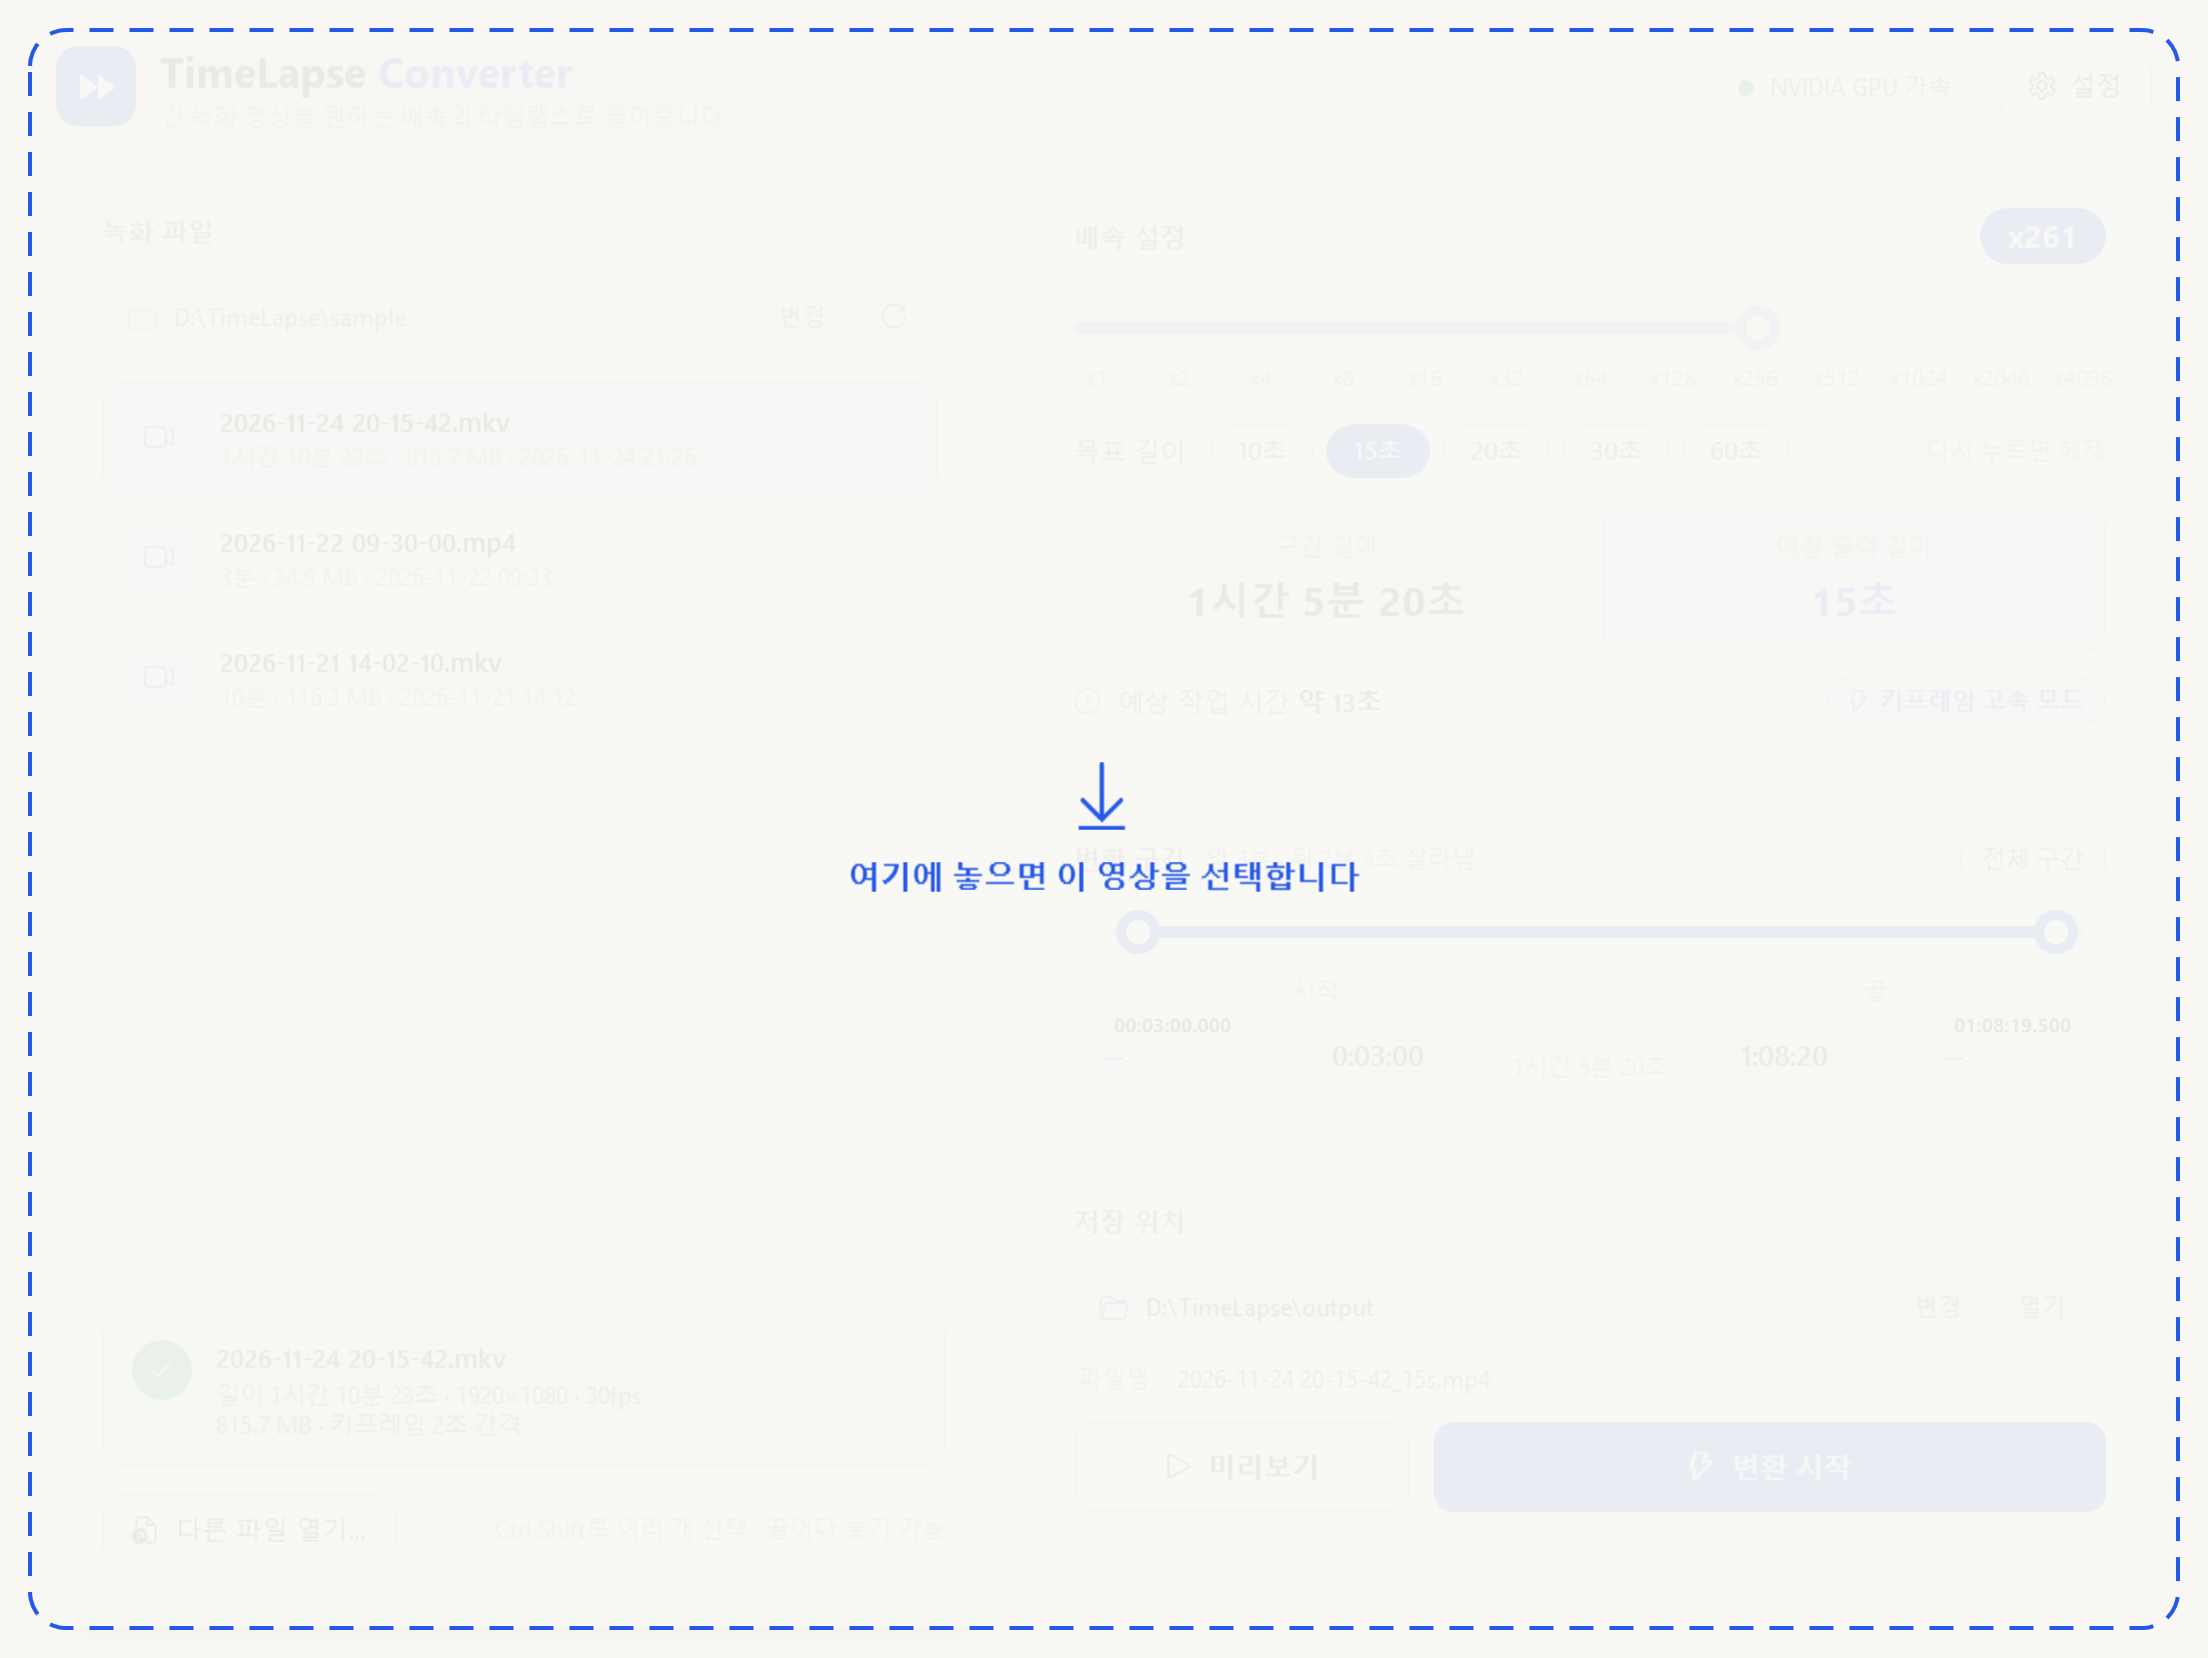 TimeLapse Converter
긴 녹화 영상을 원하는 배속의 타임랩스로 줄여줍니다
NVIDIA GPU 가속
설정
녹화 파일
D:\TimeLapse\sample
변경
2026-11-24 20-15-42.mkv
1시간 10분 23초 · 815.7 MB · 2026-11-24 21:26
2026-11-22 09-30-00.mp4
3분 · 34.9 MB · 2026-11-22 09:33
2026-11-21 14-02-10.mkv
10분 · 116.3 MB · 2026-11-21 14:12
2026-11-24 20-15-42.mkv
길이 1시간 10분 23초 · 1920×1080 · 30fps
815.7 MB · 키프레임 2초 간격
다른 파일 열기...
Ctrl·Shift로 여러 개 선택 · 끌어다 놓기 가능
배속 설정
x261
x1 x2 x4 x8 x16 x32 x64 x128 x256 x512 x1024 x2048 x4096
목표 길이 10초 15초 20초 30초 60초 다시 누르면 해제
구간 길이
1시간 5분 20초
예상 출력 길이
15초
예상 작업 시간 약 13초
키프레임 고속 모드
여기에 놓으면 이 영상을 선택합니다
변환 구간
잘라냄
전체 구간
00:03:00.000
시작
0:03:00
1시간 5분 20초
끝
1:08:20
01:08:19.500
저장 위치
D:\TimeLapse\output
변경
열기
파일명 2026-11-24 20-15-42_15s.mp4
미리보기
변환 시작